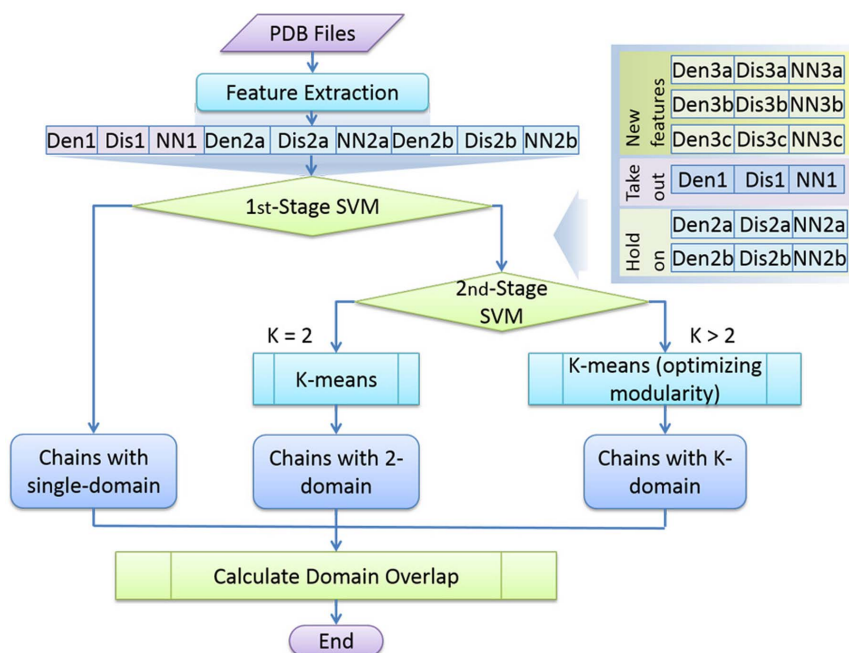 PDB Files
Feature Extraction
Den1 Dis1 NN1 Den2a Dis2a NN2a Den2b Dis2b NN2b
1st-Stage SVM
2nd-Stage
SVM
K = 2
K > 2
K-means
K-means (optimizing
modularity)
Chains with
single-domain
Chains with 2-
domain
Chains with K-
domain
Calculate Domain Overlap
End
New
features
Den3a Dis3a NN3a
Den3b Dis3b NN3b
Den3c Dis3c NN3c
Take
out
Den1 Dis1 NN1
Hold
on
Den2a Dis2a NN2a
Den2b Dis2b NN2b